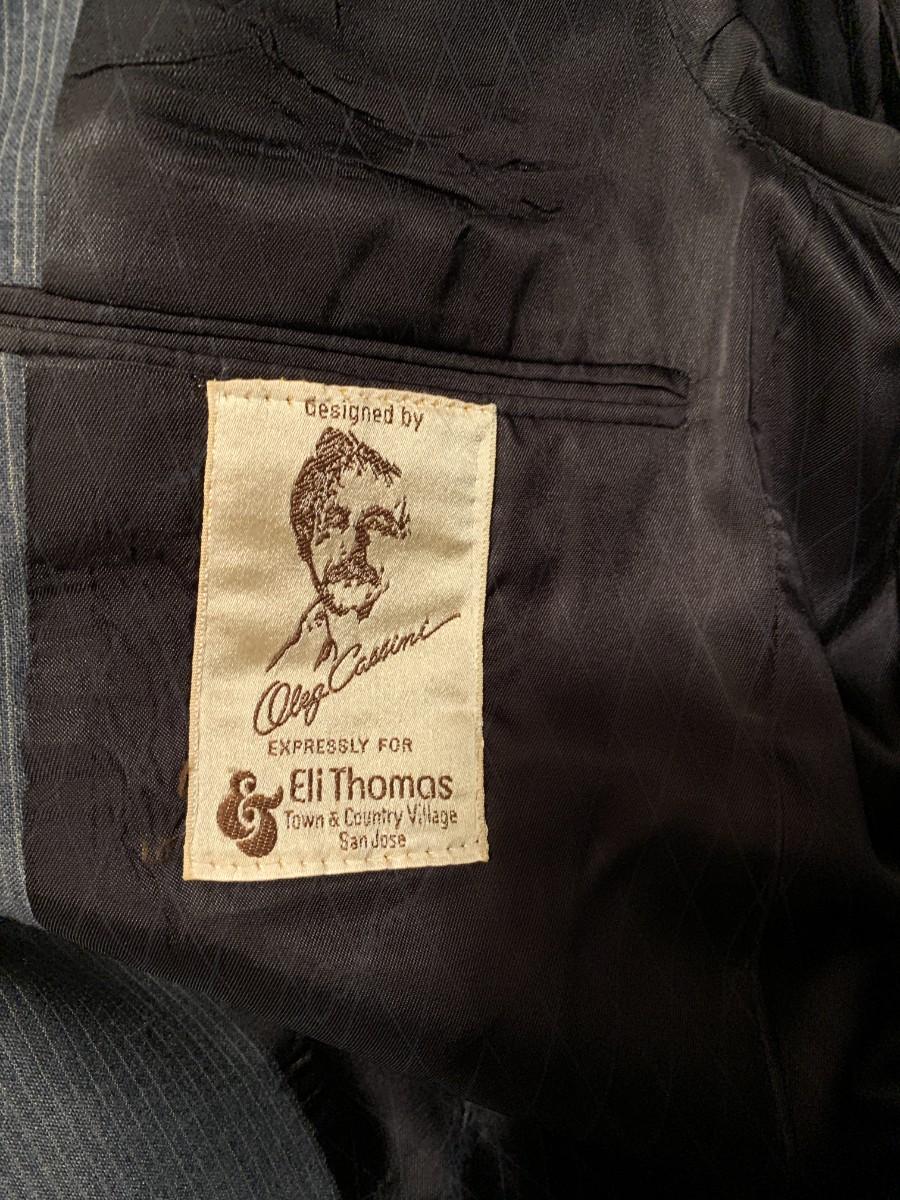 designed by
Oleg Cassini
EXPRESSLY FOR
& Eli Thomas
Town & Country Village
San Jose